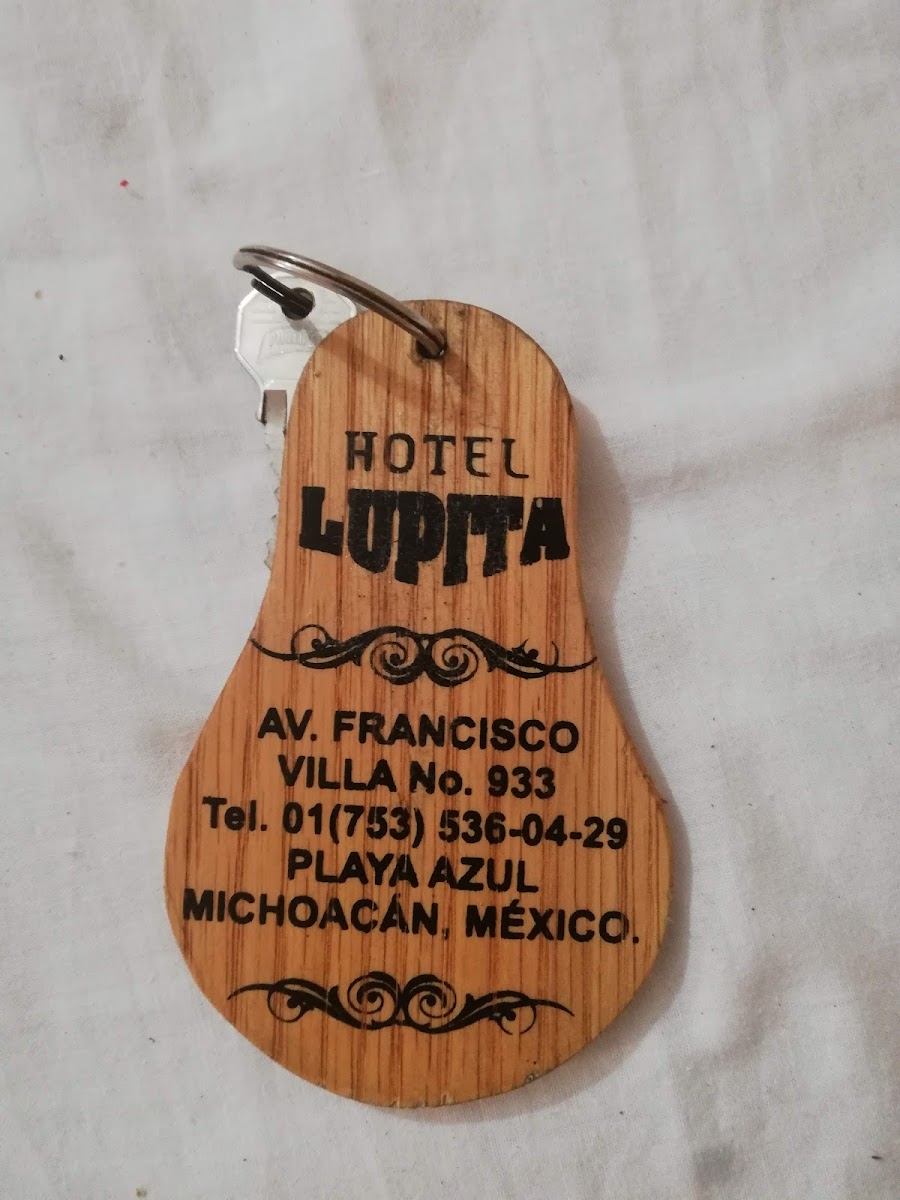 HOTEL
LUPITA
AV. FRANCISCO
VILLA No. 933
Tel. 01(753) 536-04-29
PLAYA AZUL
MICHOACÁN, MÉXICO.